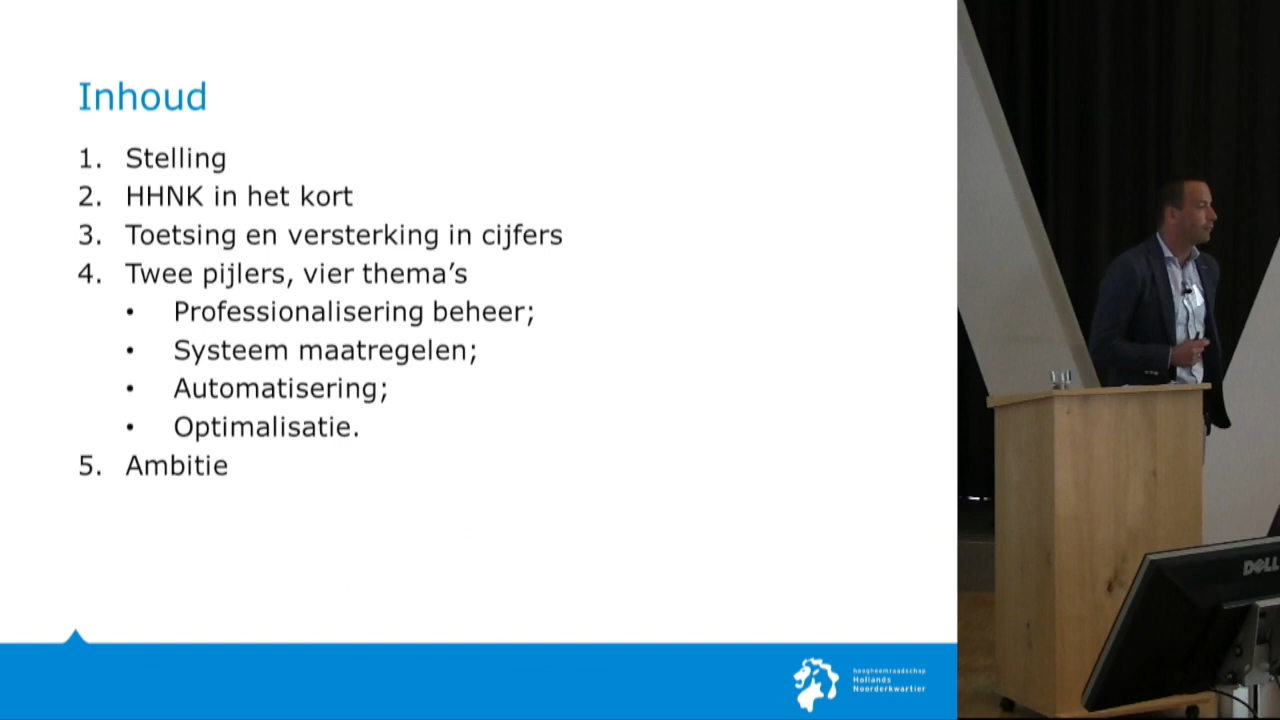 Inhoud
1. Stelling
2. HHNK in het kort
3. Toetsing en versterking in cijfers
4. Twee pijlers, vier thema’s
• Professionalisering beheer;
• Systeem maatregelen;
• Automatisering;
• Optimalisatie.
5. Ambitie
hoogheemraadschap
Hollands
Noorderkwartier
DELL